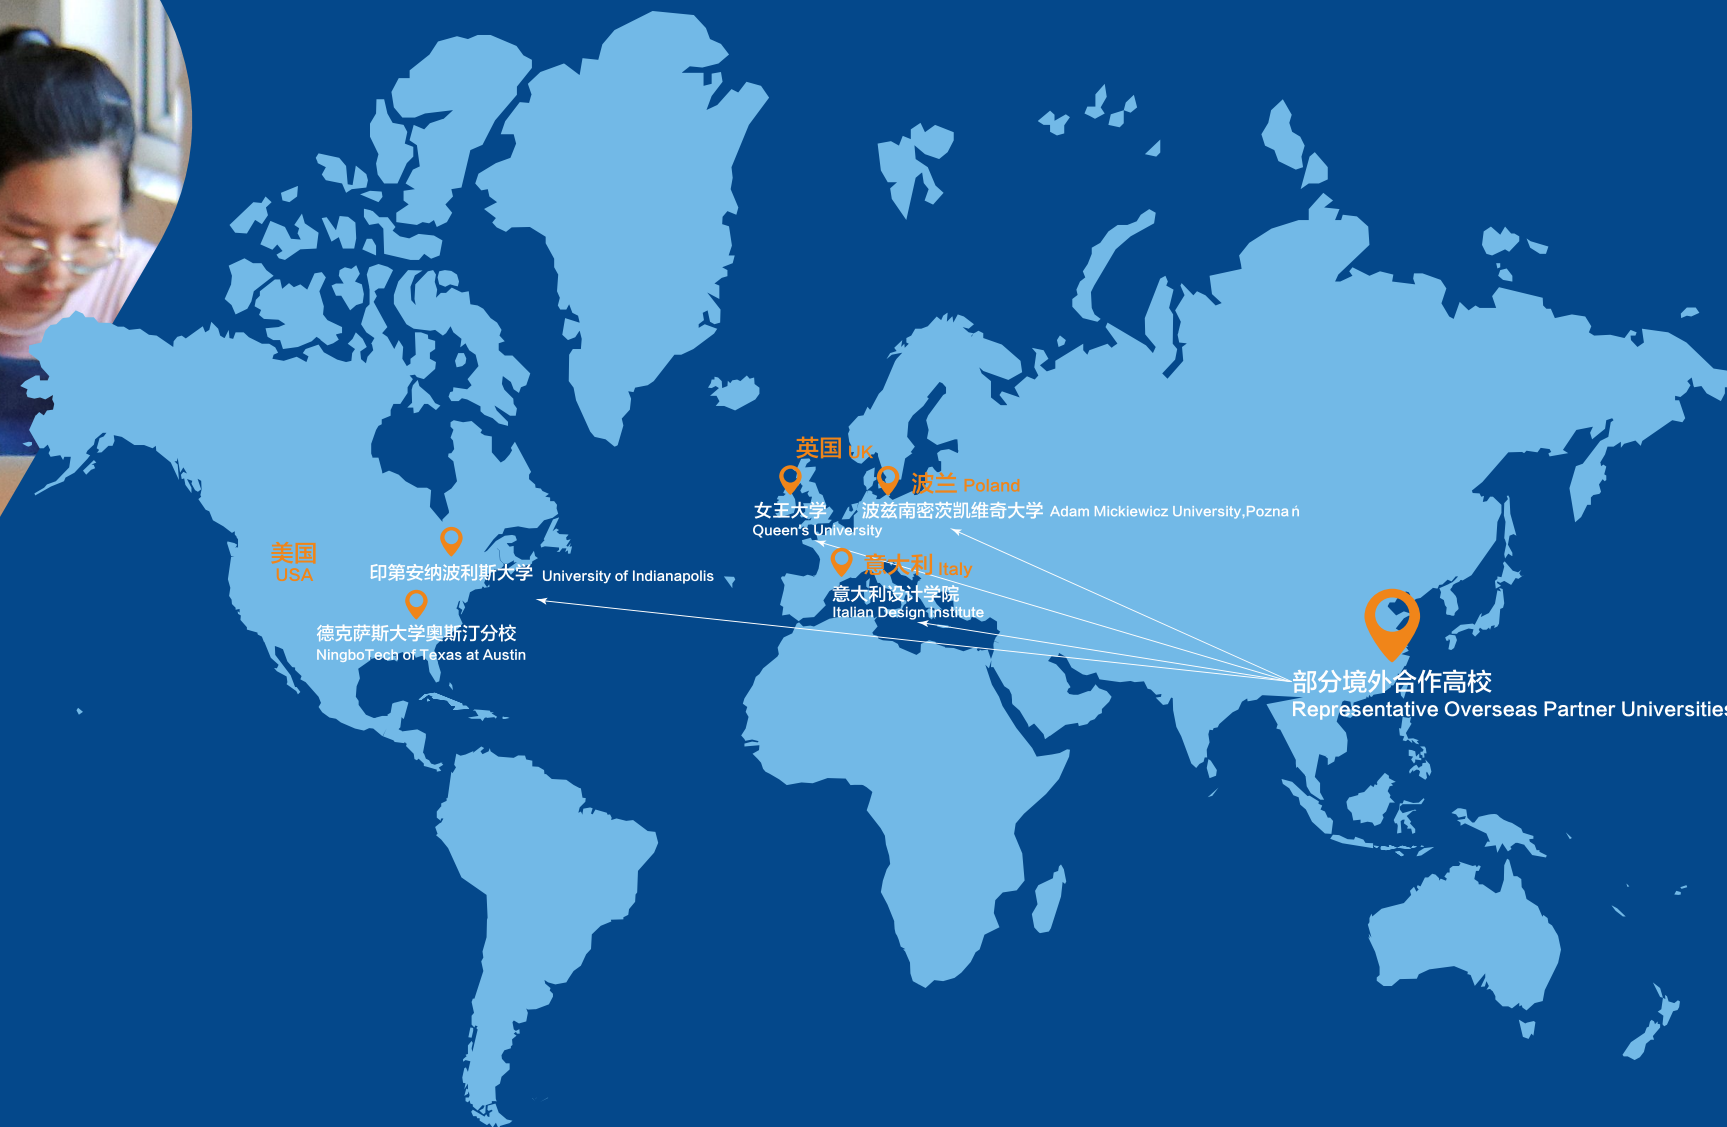 英国 UK
波兰 Poland
女王大学
Queen's University
波兹南密茨凯维奇大学 Adam Mickiewicz University,Poznań
美国
USA
印第安纳波利斯大学 University of Indianapolis
意大利 Italy
意大利设计学院
Italian Design Institute
德克萨斯大学奥斯汀分校
NingboTech of Texas at Austin
部分境外合作高校
Representative Overseas Partner Universities